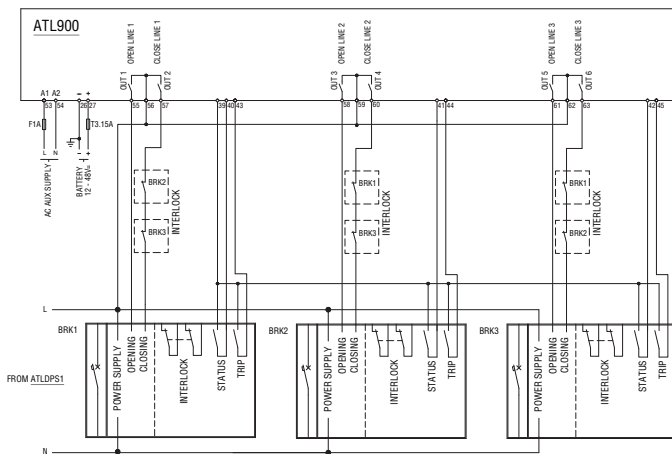 ATL900
OPEN LINE 1
CLOSE LINE 1
OPEN LINE 2
CLOSE LINE 2
OPEN LINE 3
CLOSE LINE 3
OUT 1
OUT 2
OUT 3
OUT 4
OUT 5
OUT 6
A1 A2 - +
53 54 26 27 55 56 57 39 40 43 58 59 60 41 44 61 62 63 42 45
F1A
T3.15A
L N - +
AC AUX SUPPLY
BATTERY
12 - 48V=
BRK2
BRK3
INTERLOCK
BRK1
BRK3
INTERLOCK
BRK1
BRK2
INTERLOCK
L
BRK1
POWER SUPPLY
OPENING
CLOSING
INTERLOCK
STATUS
TRIP
BRK2
POWER SUPPLY
OPENING
CLOSING
INTERLOCK
STATUS
TRIP
BRK3
POWER SUPPLY
OPENING
CLOSING
INTERLOCK
STATUS
TRIP
FROM ATLDPS1
N